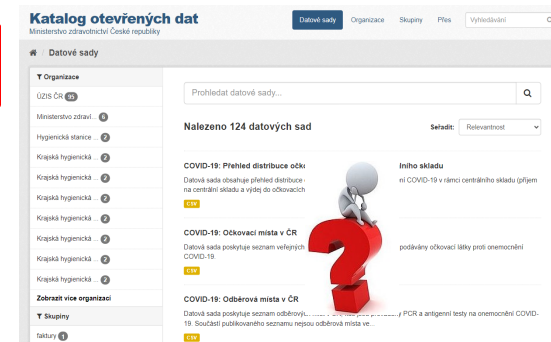 Katalog otevřených dat
Ministerstvo zdravotnictví České republiky
Datové sady Organizace Skupiny Přes Vyhledávání
Datové sady
Organizace
ÚZIS ČR 95
Ministerstvo zdraví... 6
Hygienická stanice ... 2
Krajská hygienická ... 2
Krajská hygienická ... 2
Krajská hygienická ... 2
Krajská hygienická ... 2
Krajská hygienická ... 2
Krajská hygienická ... 2
Krajská hygienická ... 2
Zobrazit více organizací
Skupiny
faktury 1
Prohledat datové sady...
Nalezeno 124 datových sad
Seřadit: Relevantnost
COVID-19: Přehled distribuce očko
Datová sada obsahuje přehled distribuce ní COVID-19 v rámci centrálního skladu (příjem
na centrální skladu a výdej do očkovacích
CSV
COVID-19: Očkovací místa v ČR
Datová sada poskytuje seznam veřejných podávány očkovací látky proti onemocnění
COVID-19
CSV
COVID-19: Odběrová místa v ČR
Datová sada poskytuje seznam odběrových PCR a antigenní testy na onemocnění COVID-
19. Součástí publikovaného seznamu nejsou odběrová místa ve..
CSV